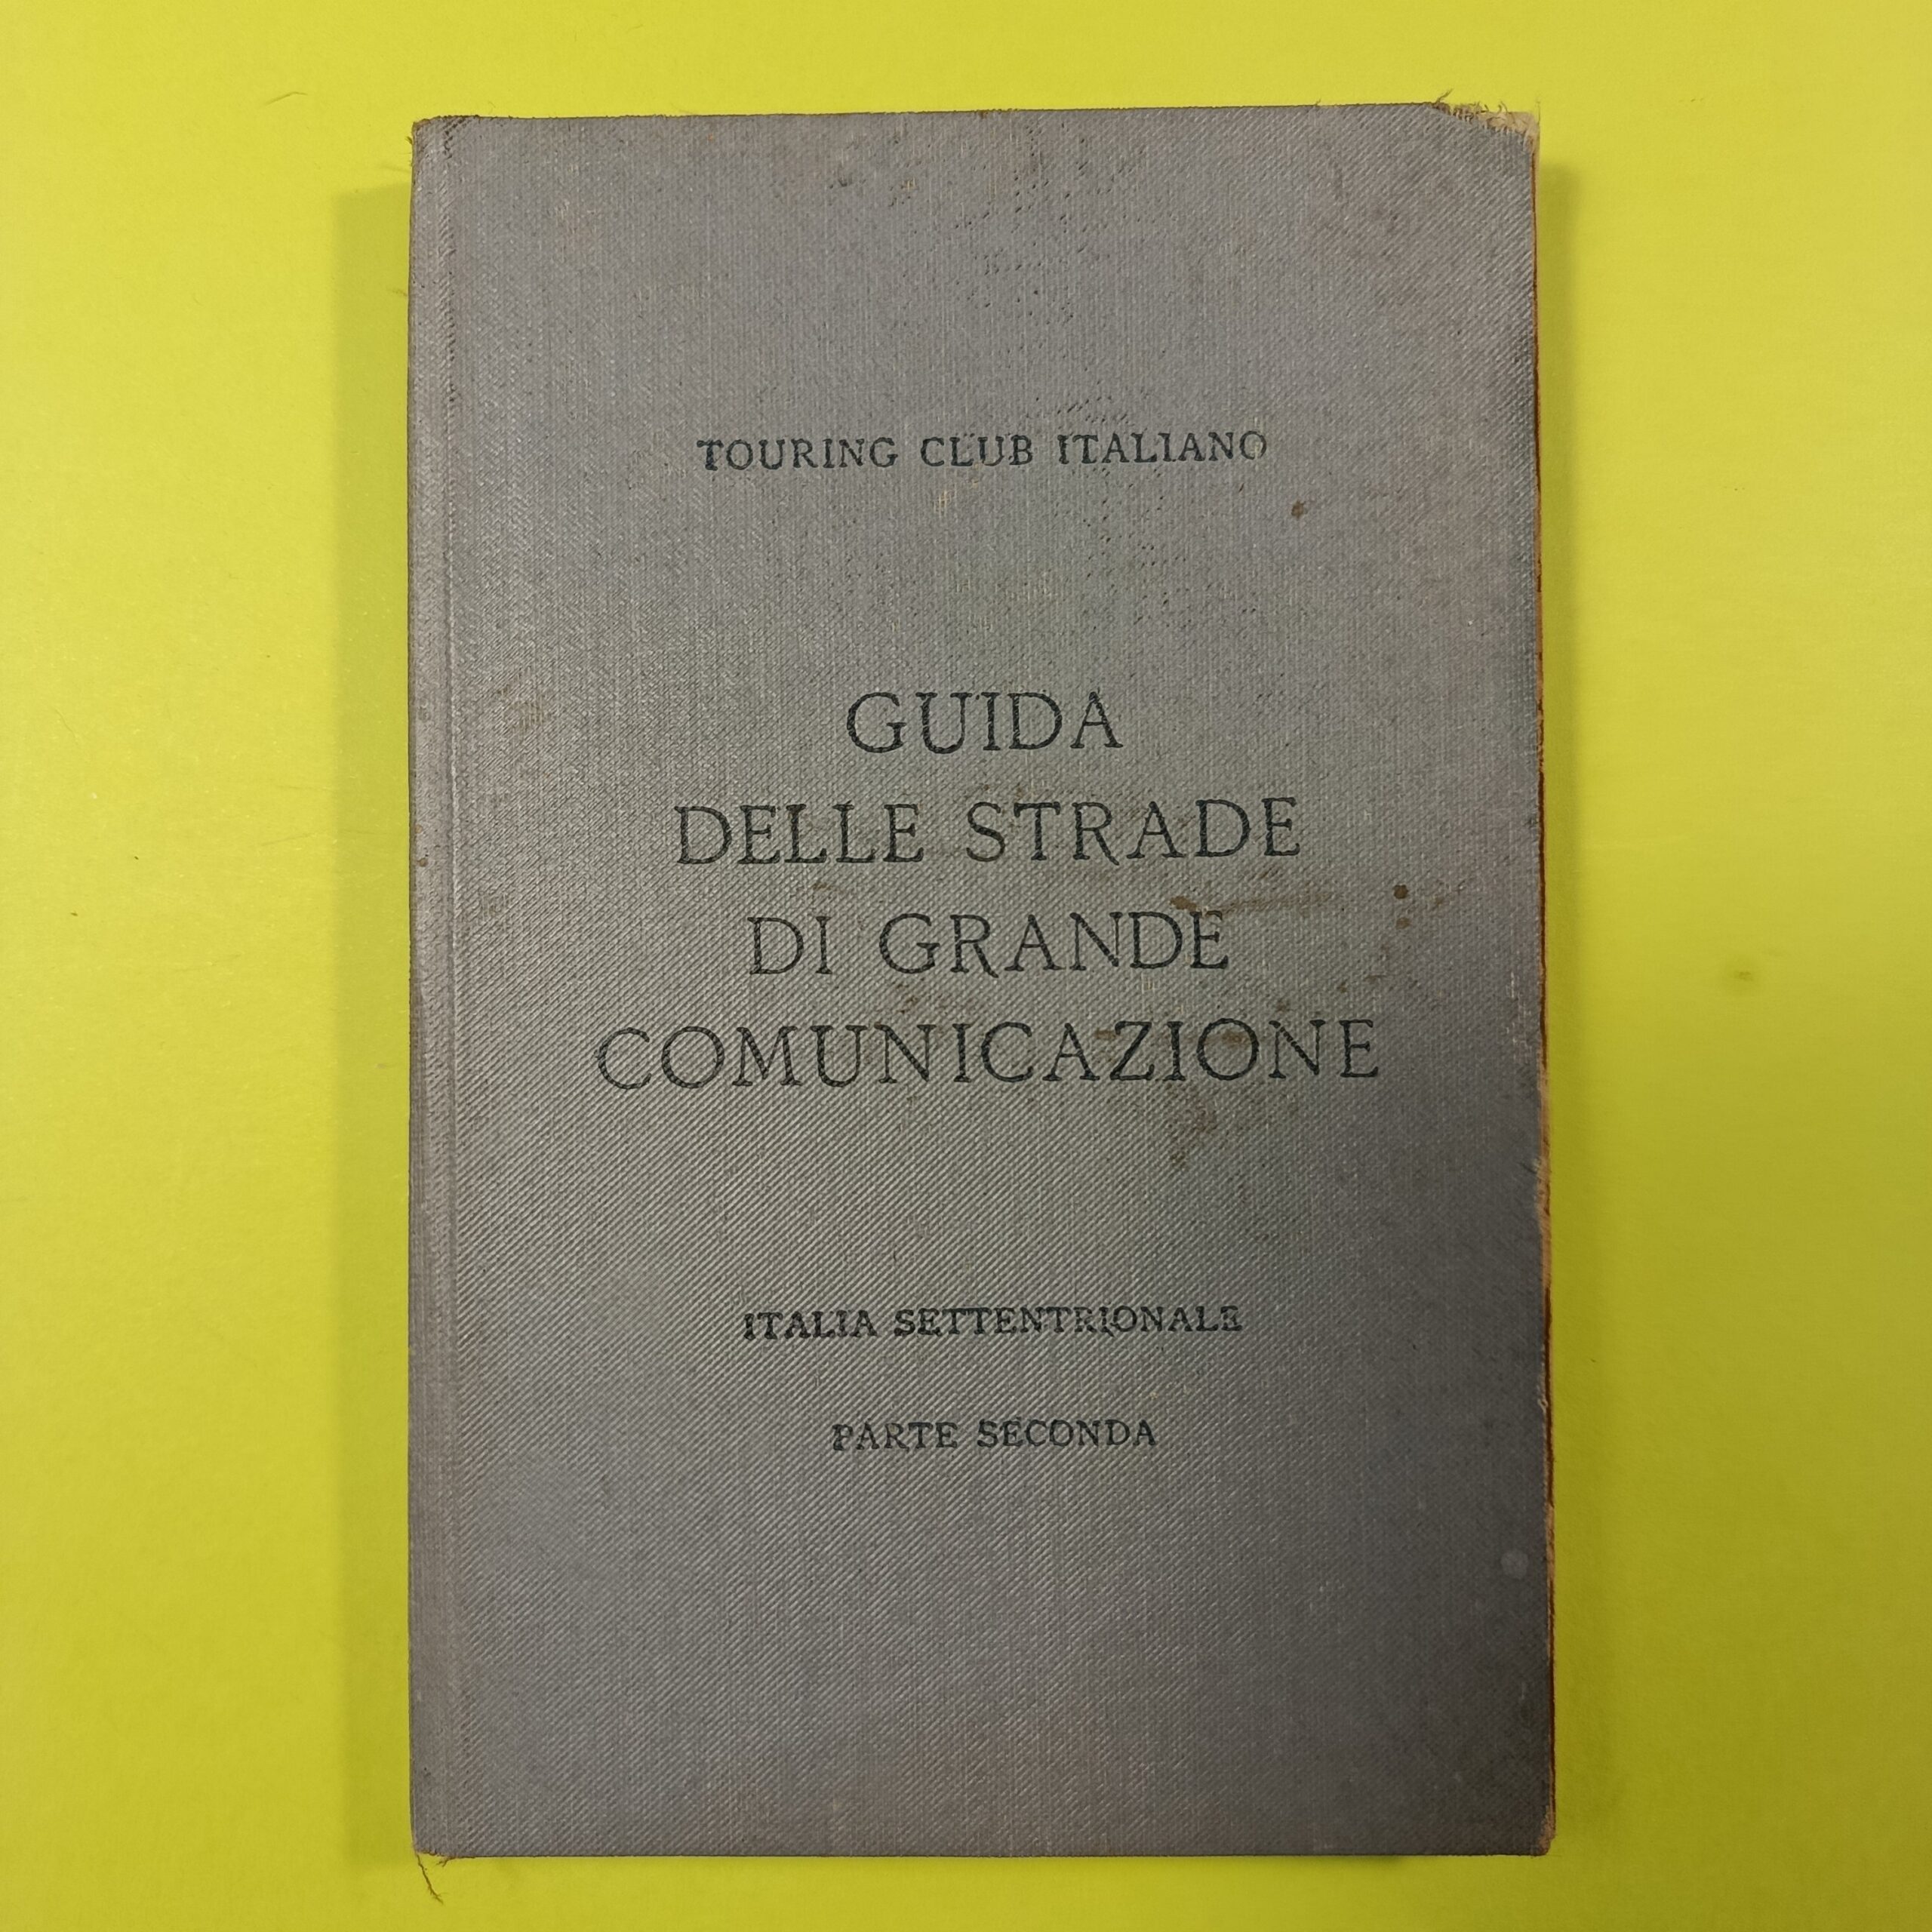 TOURING CLUB ITALIANO
GUIDA
DELLE STRADE
DI GRANDE
COMUNICAZIONE
ITALIA SETTENTRIONALE
PARTE SECONDA